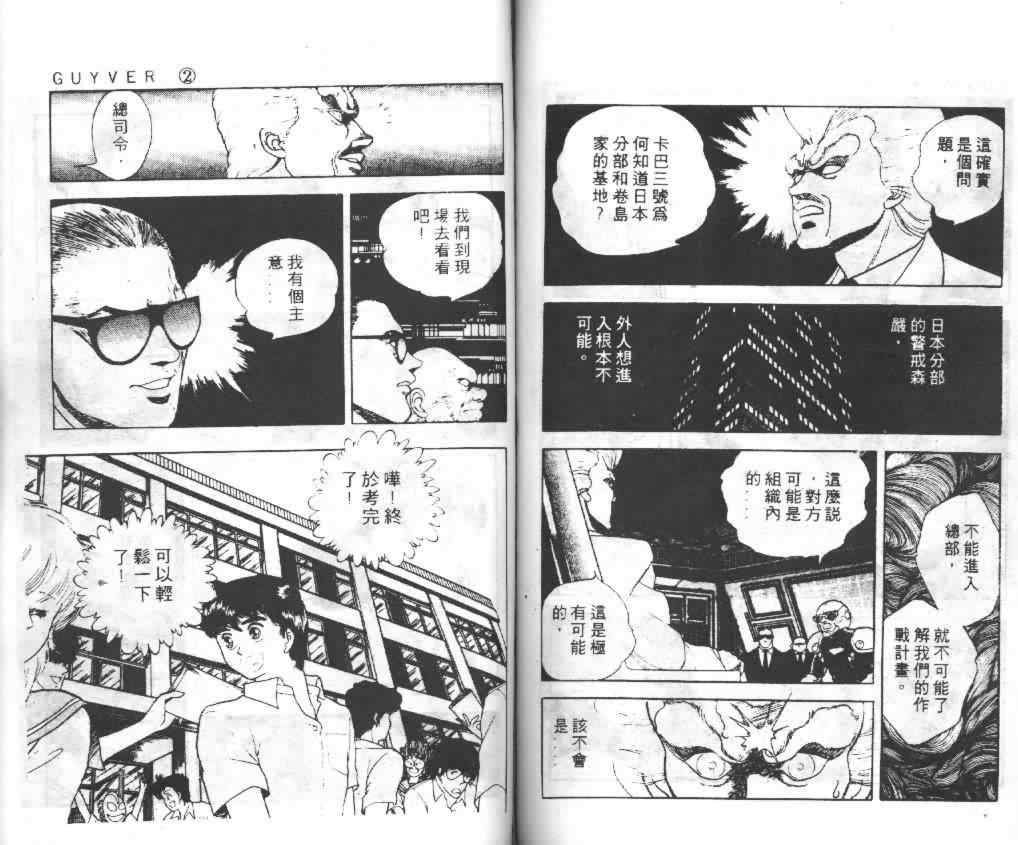 這確實
是個問
題，
卡巴三號爲
何知道日本
分部和卷島
家的基地？
日本分部
的警戒森
嚴，
外人想進
入根本不
可能。
不能進入
總部，
就不可能了
解我們的作
戰計畫。
這麼說
，對方
可能是
組織內
的……
這是極
有可能
的，
該不會
是……
GUYVER ②
總司令，
我們到現
場去看看
吧！
我有個主
意……
嘩！終
於考完
了！
可以輕
鬆一下
了！